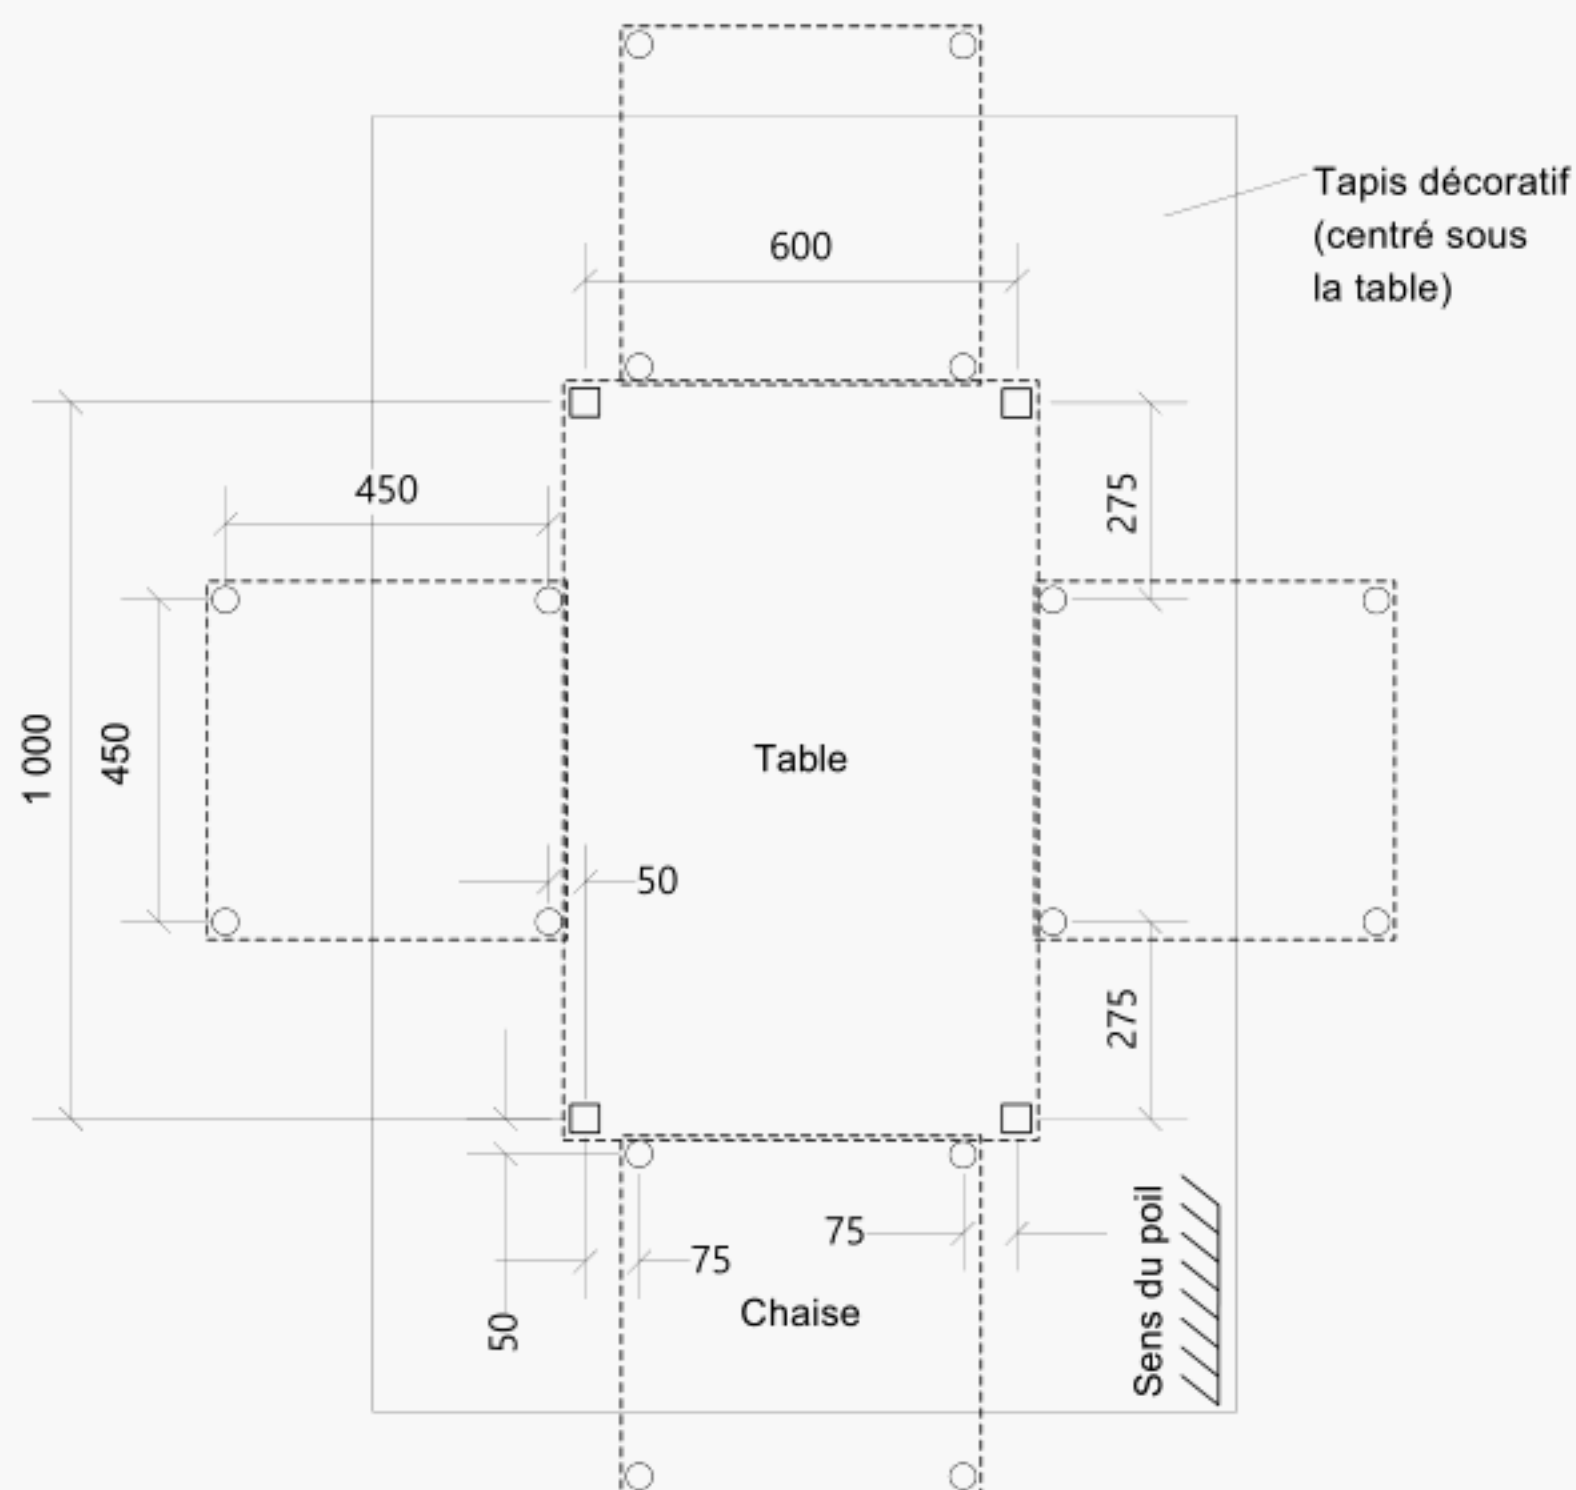 Tapis décoratif
(centré sous
la table)
600
450
275
1 000
450
Table
50
275
75
75
50
Chaise
Sens du poil